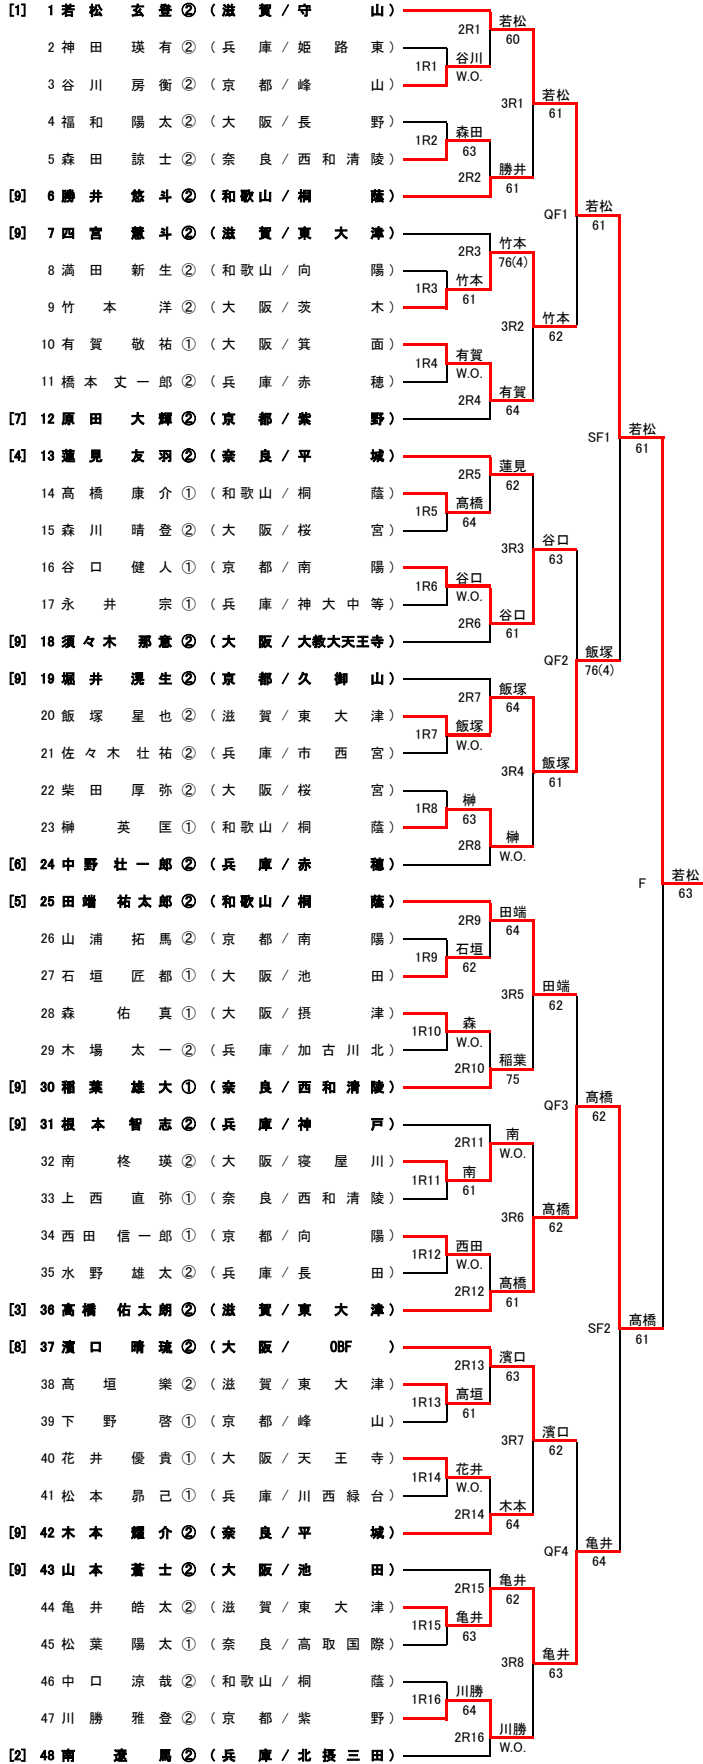 [1] 1 若松 玄登 ② (滋賀/守山)
2R1 若松
60
2 神田 瑛有 ② (兵庫/姫路東)
1R1 谷川
W.O.
3 谷川 房衡 ② (京都/峰山)
3R1 若松
61
4 福和 陽太 ② (大阪/長野)
1R2 森田
63
5 森田 諒士 ② (奈良/西和清陵)
2R2 勝井
61
[9] 6 勝井 悠斗 ② (和歌山/桐蔭)
QF1 若松
61
[9] 7 四宮 慧斗 ② (滋賀/東大津)
2R3 竹本
76(4)
8 満田 新生 ② (和歌山/向陽)
1R3 竹本
61
9 竹本 洋 ② (大阪/茨木)
3R2 竹本
62
10 有賀 敬祐 ① (大阪/箕面)
1R4 有賀
W.O.
11 橋本 丈一郎 ② (兵庫/赤穂)
2R4 有賀
64
[7] 12 原田 大輝 ② (京都/紫野)
SF1 若松
61
[4] 13 蓮見 友羽 ② (奈良/平城)
2R5 蓮見
62
14 髙橋 康介 ① (和歌山/桐蔭)
1R5 髙橋
64
15 森川 晴登 ② (大阪/桜宮)
3R3 谷口
63
16 谷口 健人 ① (京都/南陽)
1R6 谷口
W.O.
17 永井 宗 ① (兵庫/神大中等)
2R6 谷口
61
[9] 18 須々木 那意 ② (大阪/大教大天王寺)
QF2 飯塚
76(4)
[9] 19 堀井 滉生 ② (京都/久御山)
2R7 飯塚
64
20 飯塚 星也 ② (滋賀/東大津)
1R7 飯塚
W.O.
21 佐々木 壮祐 ② (兵庫/市西宮)
3R4 飯塚
61
22 柴田 厚弥 ② (大阪/桜宮)
1R8 榊
63
23 榊 英匡 ① (和歌山/桐蔭)
2R8 榊
W.O.
[6] 24 中野 壮一郎 ② (兵庫/赤穂)
F 若松
63
[5] 25 田端 祐太郎 ② (和歌山/桐蔭)
2R9 田端
64
26 山浦 拓馬 ② (京都/南陽)
1R9 石垣
62
27 石垣 匠都 ① (大阪/池田)
3R5 田端
62
28 森 佑真 ① (大阪/摂津)
1R10 森
W.O.
29 木場 太一 ② (兵庫/加古川北)
2R10 稲葉
75
[9] 30 稲葉 雄大 ① (奈良/西和清陵)
QF3 髙橋
62
[9] 31 根本 智志 ② (兵庫/神戸)
2R11 南
W.O.
32 南 柊瑛 ② (大阪/寝屋川)
1R11 南
61
33 上西 直弥 ① (奈良/西和清陵)
3R6 髙橋
62
34 西田 信一郎 ① (京都/向陽)
1R12 西田
W.O.
35 水野 雄太 ② (兵庫/長田)
2R12 髙橋
61
[3] 36 髙橋 佑太朗 ② (滋賀/東大津)
SF2 髙橋
61
[8] 37 濱口 晴琉 ② (大阪/OBF)
2R13 濱口
63
38 髙垣 樂 ② (滋賀/東大津)
1R13 髙垣
61
39 下野 啓 ① (京都/峰山)
3R7 濱口
62
40 花井 優貴 ① (大阪/天王寺)
1R14 花井
W.O.
41 松本 昴己 ① (兵庫/川西緑台)
2R14 木本
64
[9] 42 木本 耀介 ② (奈良/平城)
QF4 亀井
64
[9] 43 山本 蒼士 ② (大阪/池田)
2R15 亀井
62
44 亀井 皓太 ② (滋賀/東大津)
1R15 亀井
63
45 松葉 陽太 ① (奈良/高取国際)
3R8 亀井
63
46 中口 涼哉 ② (和歌山/桐蔭)
1R16 川勝
64
47 川勝 雅登 ② (京都/紫野)
2R16 川勝
W.O.
[2] 48 南 遼馬 ② (兵庫/北摂三田)